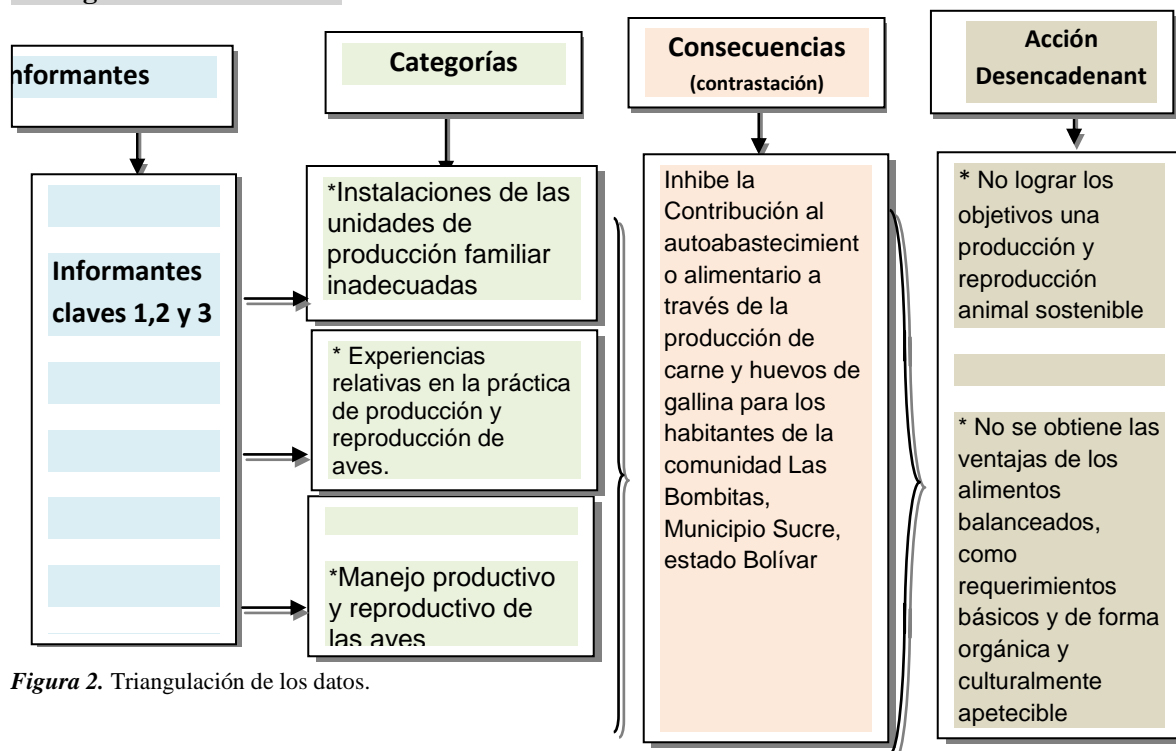 nformantes
Informantes
claves 1,2 y 3
Categorías
*Instalaciones de las
unidades de
producción familiar
inadecuadas
* Experiencias
relativas en la práctica
de producción y
reproducción de
aves.
*Manejo productivo
y reproductivo de
las aves
Consecuencias
(contrastación)
Inhibe la
Contribución al
autoabastecimient
o alimentario a
través de la
producción de
carne y huevos de
gallina para los
habitantes de la
comunidad Las
Bombitas,
Municipio Sucre,
estado Bolívar
Acción
Desencadenant
* No lograr los
objetivos una
producción y
reproducción
animal sostenible
* No se obtiene las
ventajas de los
alimentos
balanceados,
como
requerimientos
básicos y de forma
orgánica y
culturalmente
apetecible
Figura 2. Triangulación de los datos.